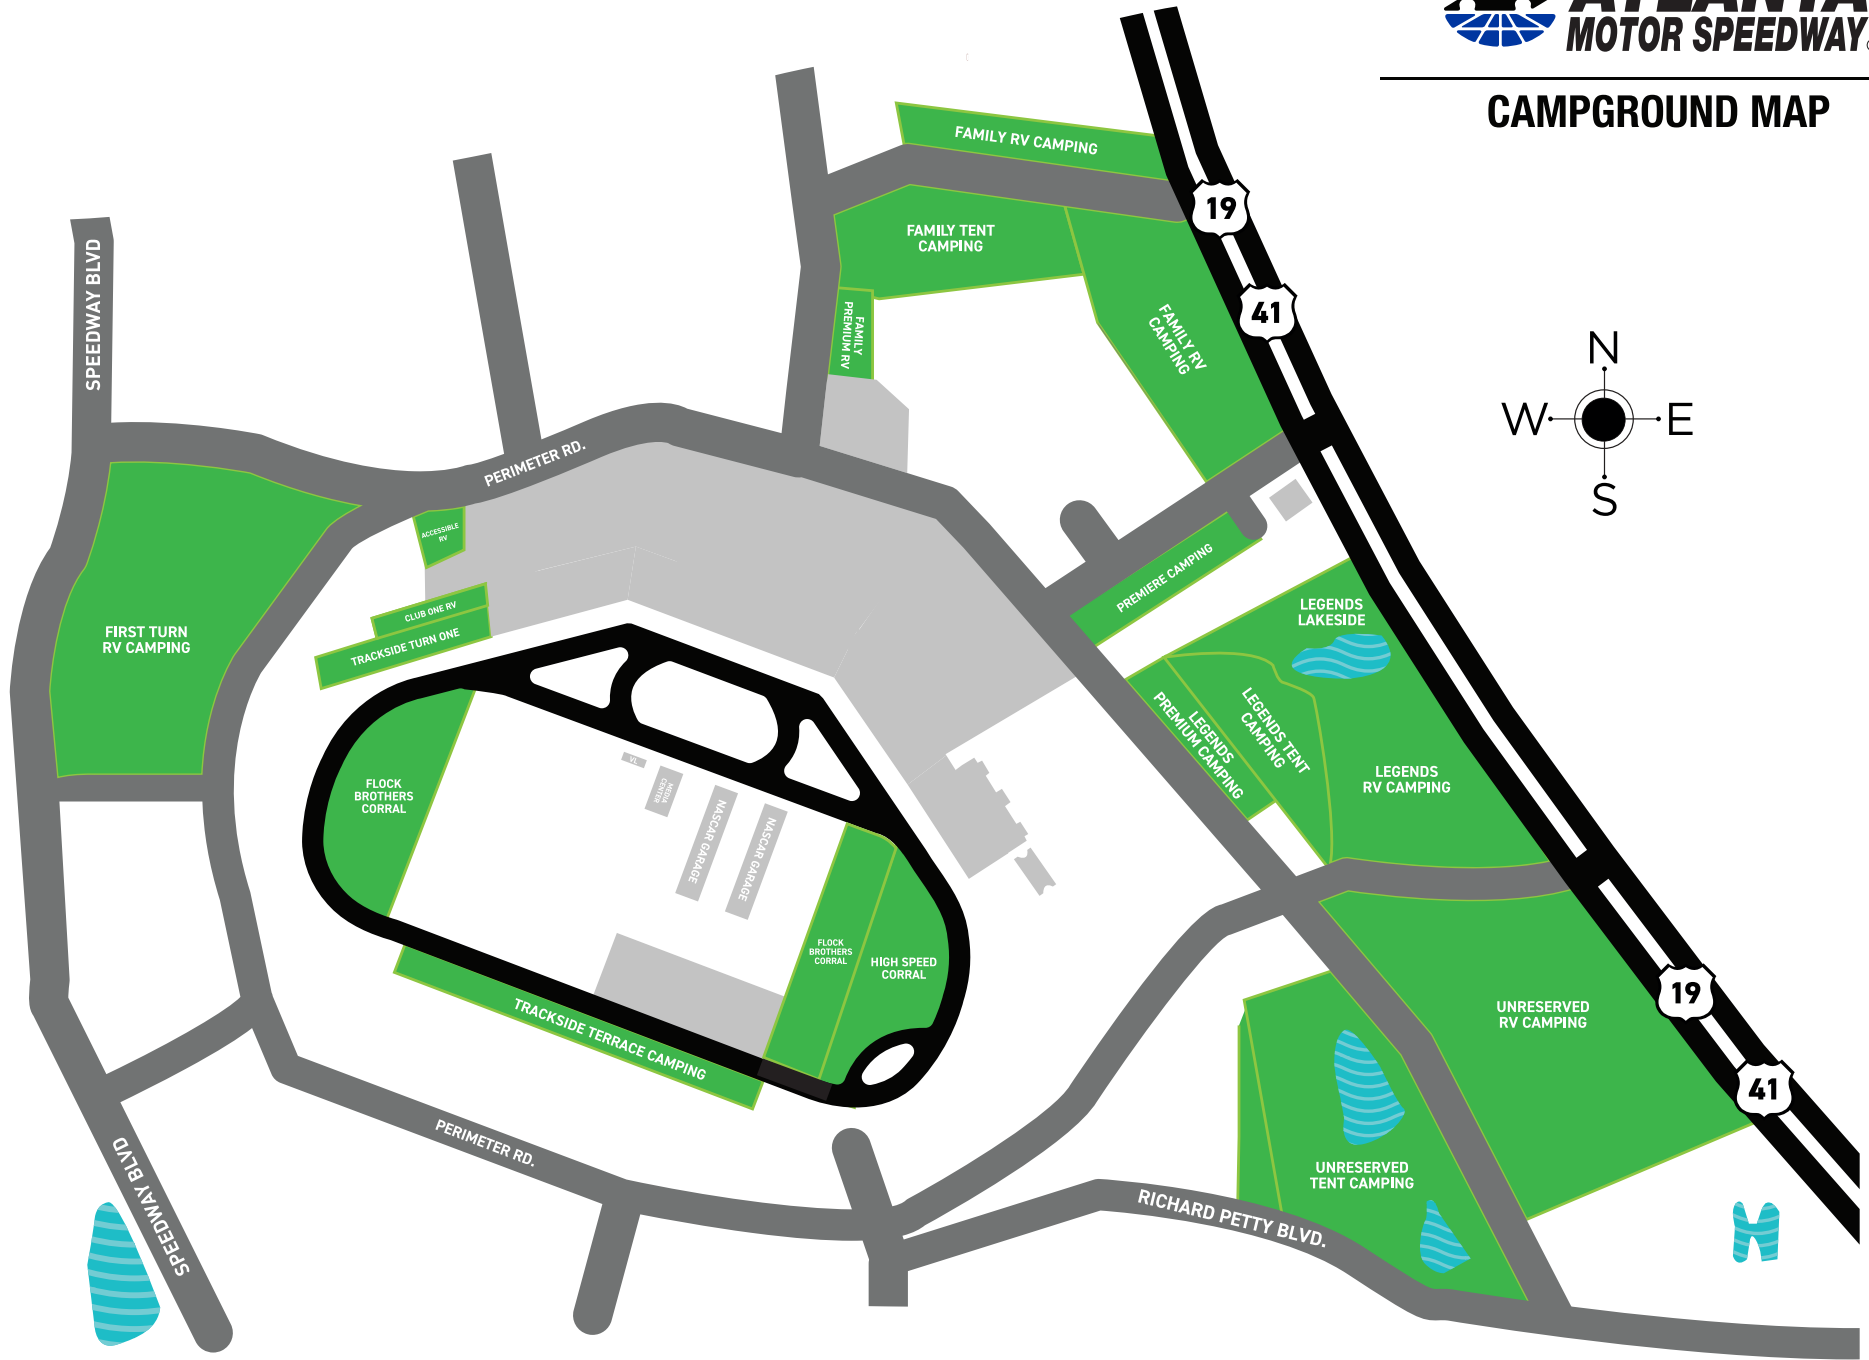 ATLANTA
MOTOR SPEEDWAY
CAMPGROUND MAP
FAMILY RV CAMPING
19
FAMILY TENT
CAMPING
SPEEDWAY BLVD
41
FAMILY
PREMIUM RV
FAMILY RV
CAMPING
N
W
E
S
PERIMETER RD.
ACCESSIBLE
RV
PREMIERE CAMPING
CLUB ONE RV
TRACKSIDE TURN ONE
FIRST TURN
RV CAMPING
LEGENDS
LAKESIDE
LEGENDS TENT
CAMPING
LEGENDS
PREMIUM CAMPING
LEGENDS
RV CAMPING
VL
MEDIA
CENTER
FLOCK
BROTHERS
CORRAL
NASCAR GARAGE
NASCAR GARAGE
FLOCK
BROTHERS
CORRAL
HIGH SPEED
CORRAL
19
UNRESERVED
RV CAMPING
TRACKSIDE TERRACE CAMPING
41
PERIMETER RD.
UNRESERVED
TENT CAMPING
SPEEDWAY BLVD
RICHARD PETTY BLVD.